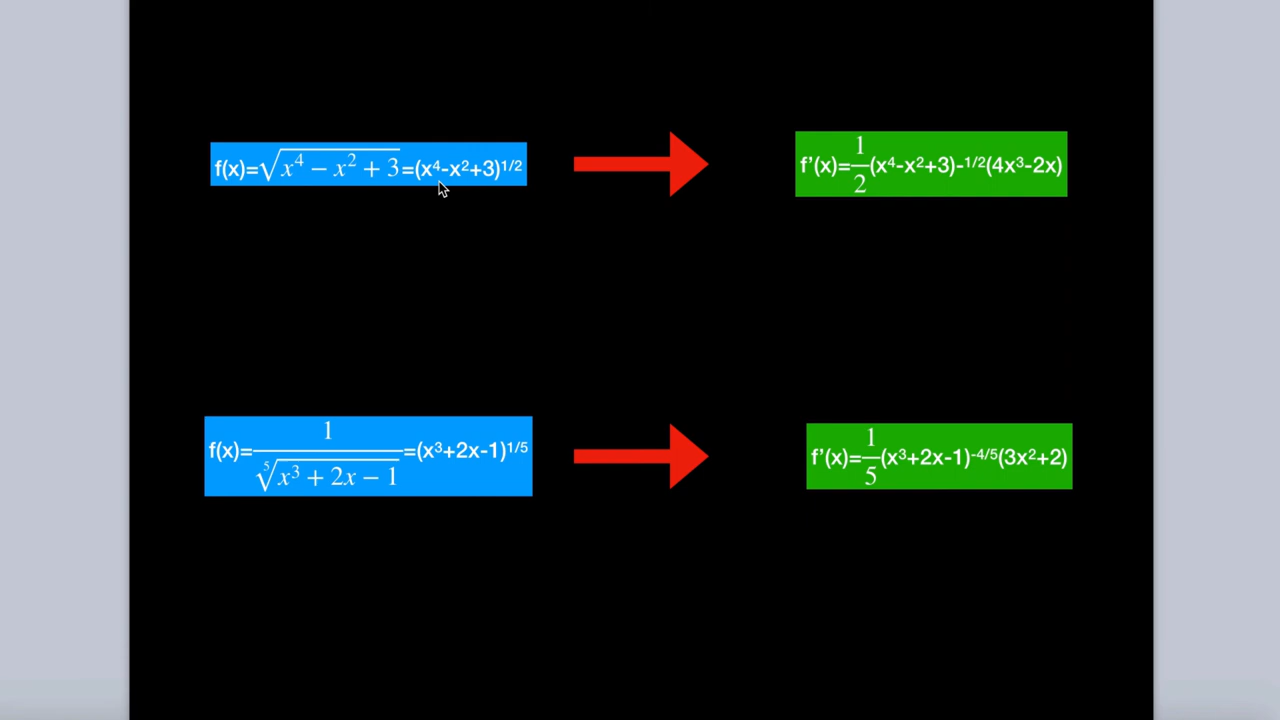 f(x)=√(x⁴ − x² + 3)=(x⁴-x²+3)^1/2
f'(x)=1/2(x⁴-x²+3)-^1/2(4x³-2x)
f(x)=1/⁵√(x³ + 2x − 1)=(x³+2x-1)^1/5
f'(x)=1/5(x³+2x-1)^-4/5(3x²+2)